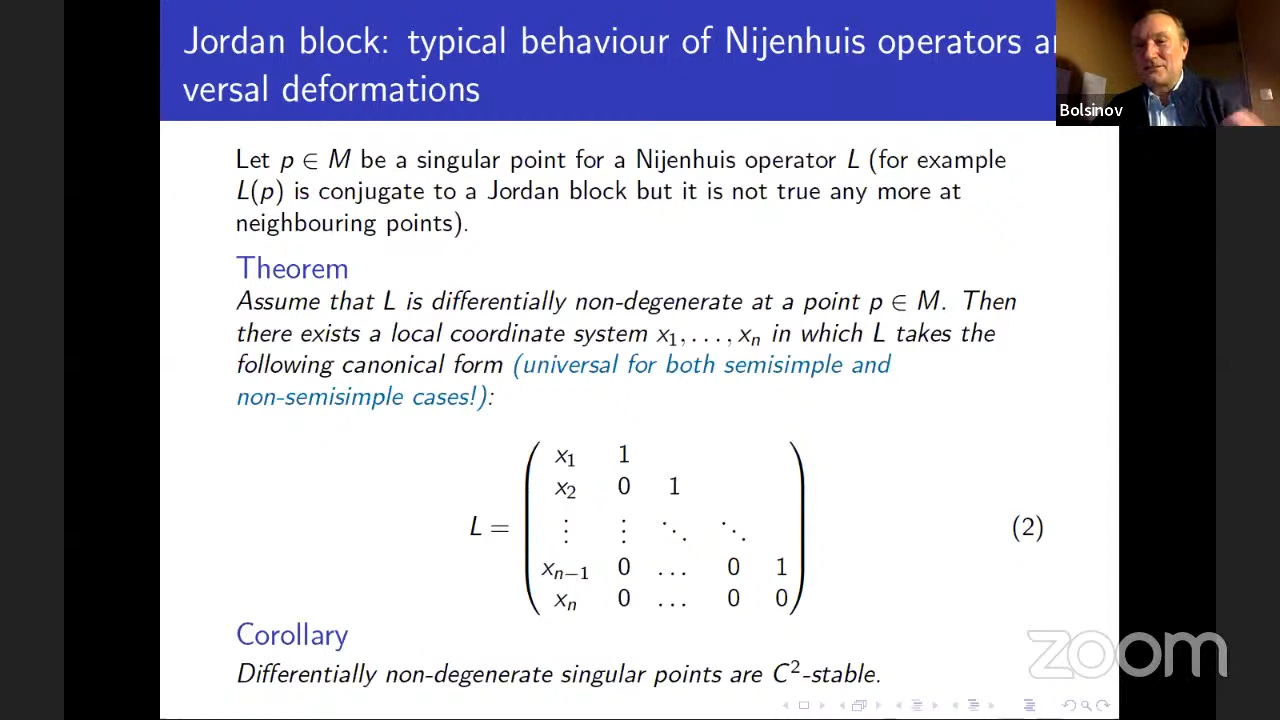 Jordan block: typical behaviour of Nijenhuis operators
versal deformations
Bolsinov
Let p ∈ M be a singular point for a Nijenhuis operator L (for example
L(p) is conjugate to a Jordan block but it is not true any more at
neighbouring points).
Theorem
Assume that L is differentially non-degenerate at a point p ∈ M. Then
there exists a local coordinate system x₁, . . . , xₙ in which L takes the
following canonical form (universal for both semisimple and
non-semisimple cases!):
x₁ 1
x₂ 0 1
⋮ ⋮ ⋱ ⋱
L =
(2)
xₙ₋₁ 0 … 0 1
xₙ 0 … 0 0
Corollary
Differentially non-degenerate singular points are C²-stable.
zoom